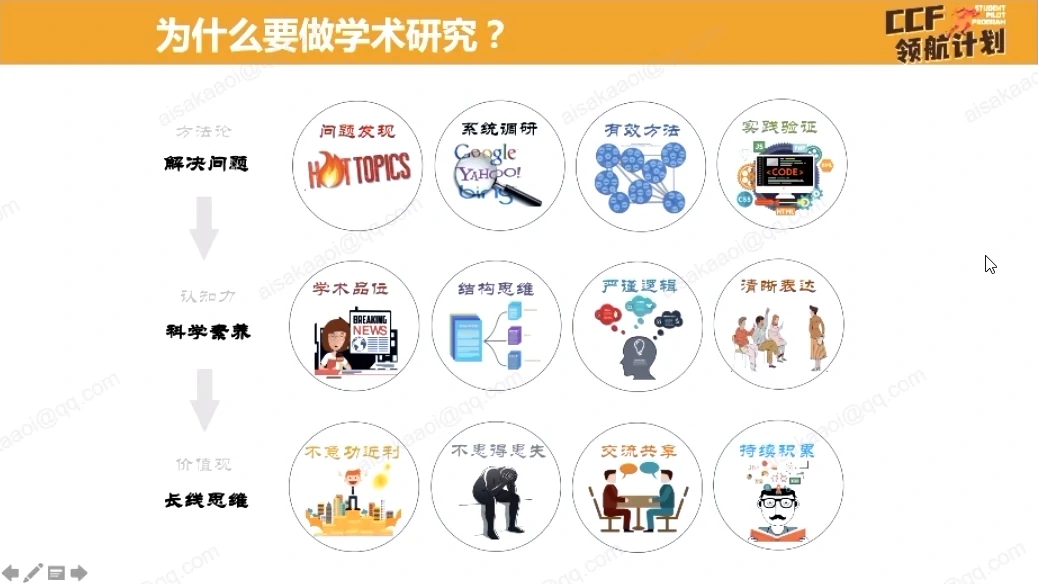 为什么要做学术研究？
CCF
STUDENT
PILOT
PROGRAM
领航计划
方法论
解决问题
问题发现
HOT TOPICS
系统调研
Google
YAHOO!
bing
有效方法
实践验证
JS
PHP
<CODE>
CSS
HTML
认知力
科学素养
学术品位
BREAKING
NEWS
结构思维
严谨逻辑
清晰表达
价值观
长线思维
不急功近利
不患得患失
交流共享
持续积累
aisakaaoi@qq.com